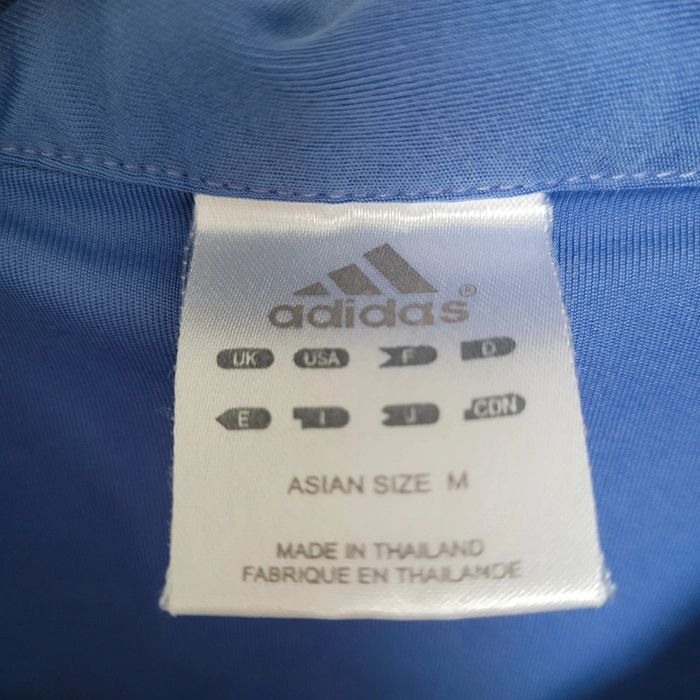 adidas®
UK USA F D
E I J CDN
ASIAN SIZE M
MADE IN THAILAND
FABRIQUE EN THAILANDE